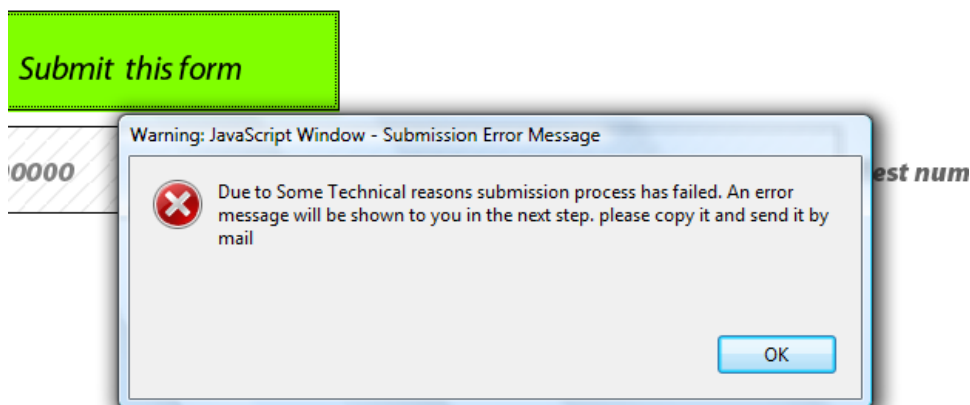 Submit this form
Warning: JavaScript Window - Submission Error Message
Due to Some Technical reasons submission process has failed. An error
message will be shown to you in the next step. please copy it and send it by
mail
0000
est num
OK